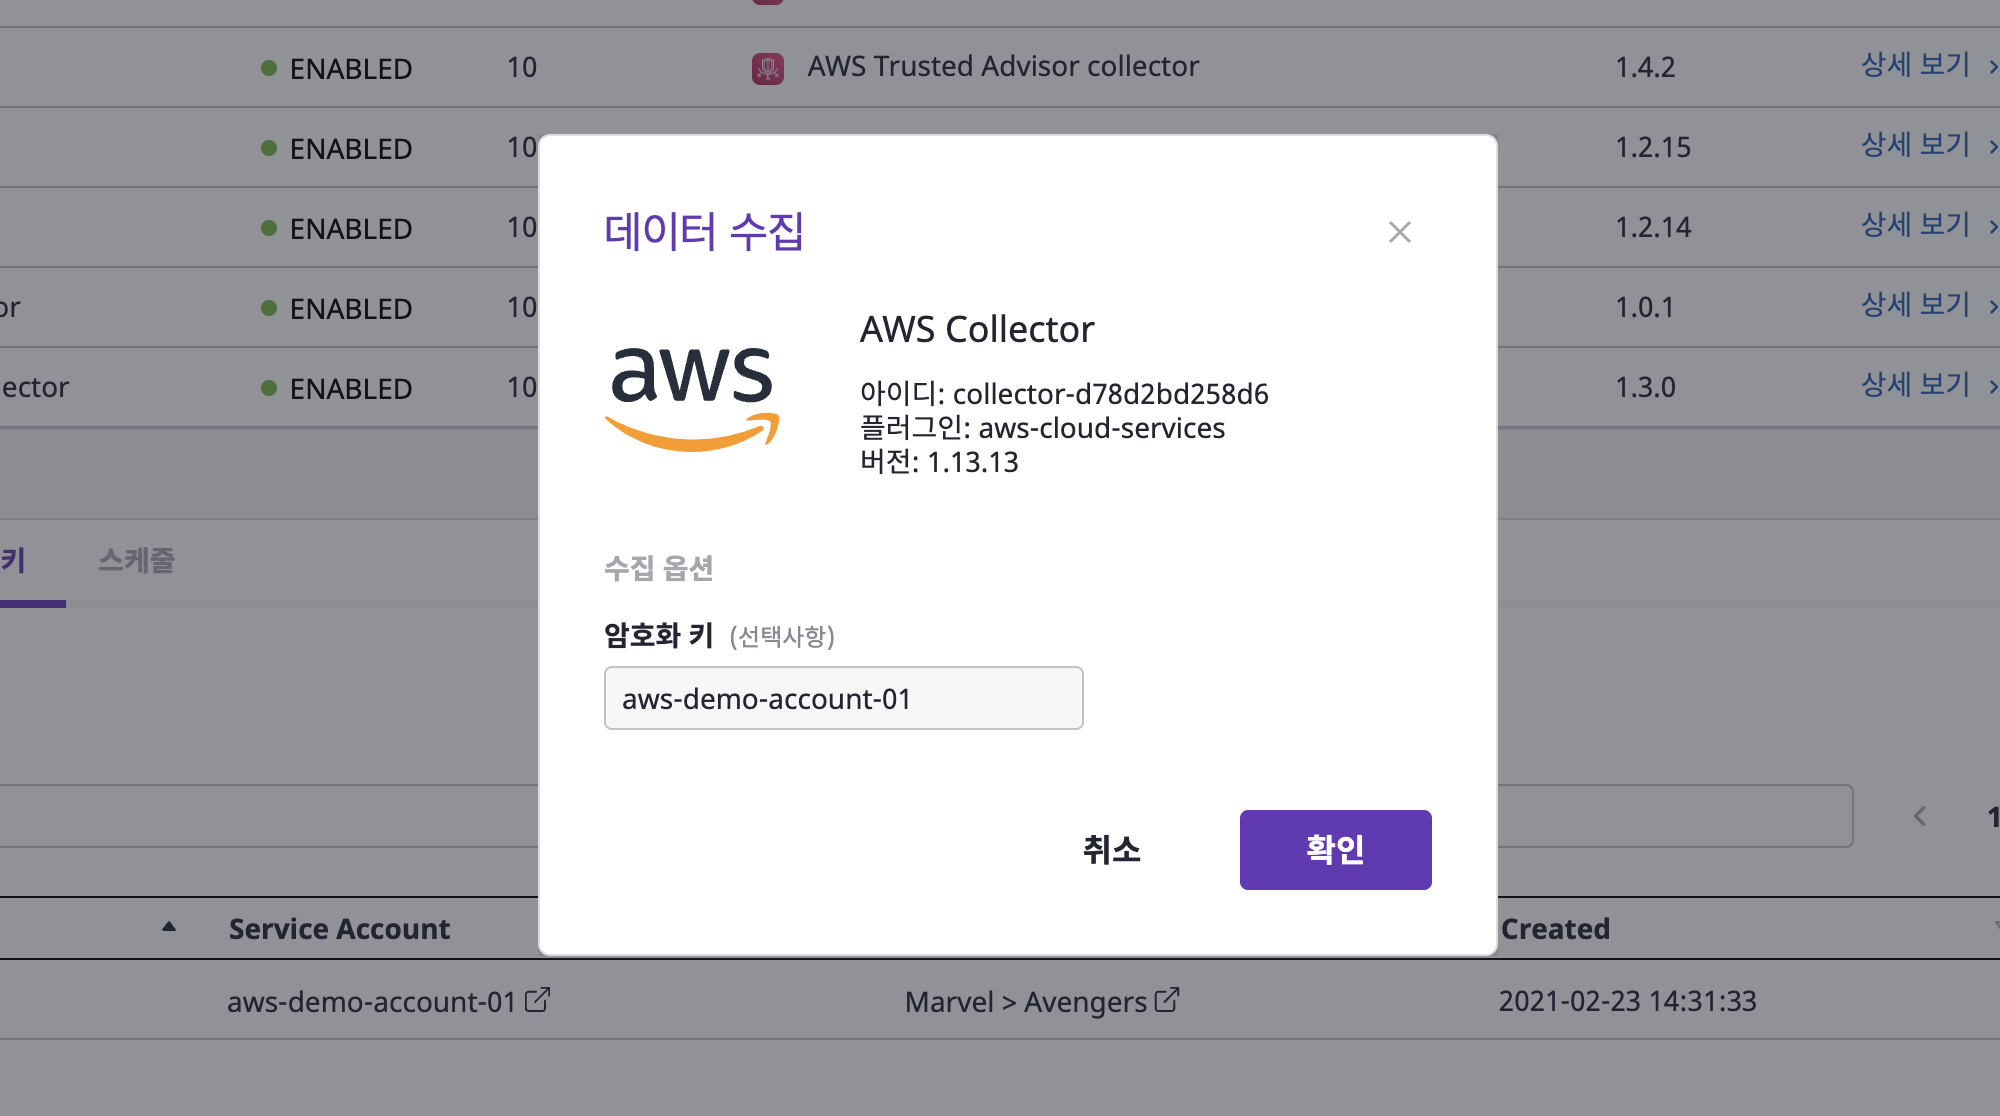 ENABLED 10 AWS Trusted Advisor collector 1.4.2 상세 보기
ENABLED 10 1.2.15 상세 보기
ENABLED 10 1.2.14 상세 보기
or ENABLED 10 1.0.1 상세 보기
ector ENABLED 10 1.3.0 상세 보기
데이터 수집
aws
AWS Collector
아이디: collector-d78d2bd258d6
플러그인: aws-cloud-services
버전: 1.13.13
키 스케줄
수집 옵션
암호화 키 (선택사항)
aws-demo-account-01
취소 확인
1
Service Account Created
aws-demo-account-01 Marvel > Avengers 2021-02-23 14:31:33